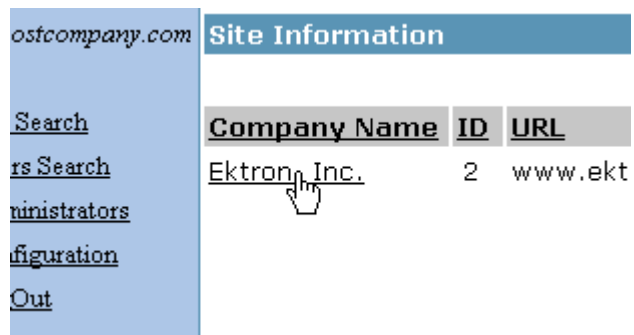 ostcompany.com
Search
rs Search
ministrators
figuration
Out
Site Information
Company Name ID URL
Ektron, Inc. 2 www.ekt